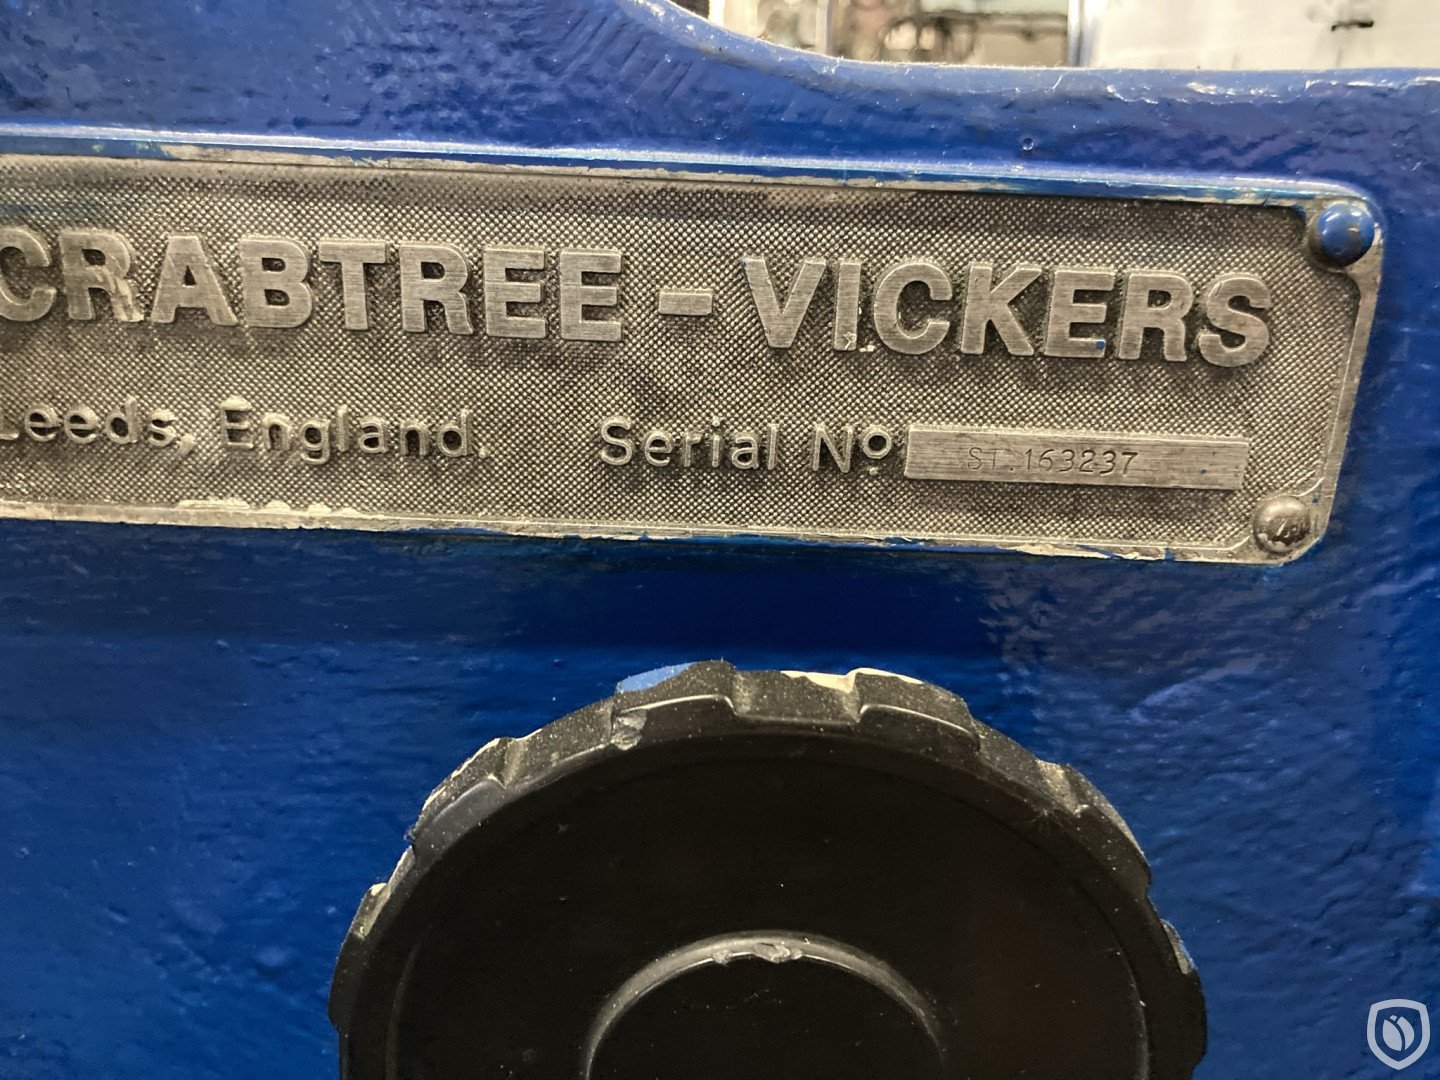 CRABTREE-VICKERS
Leeds, England. Serial Nº. ST.163237